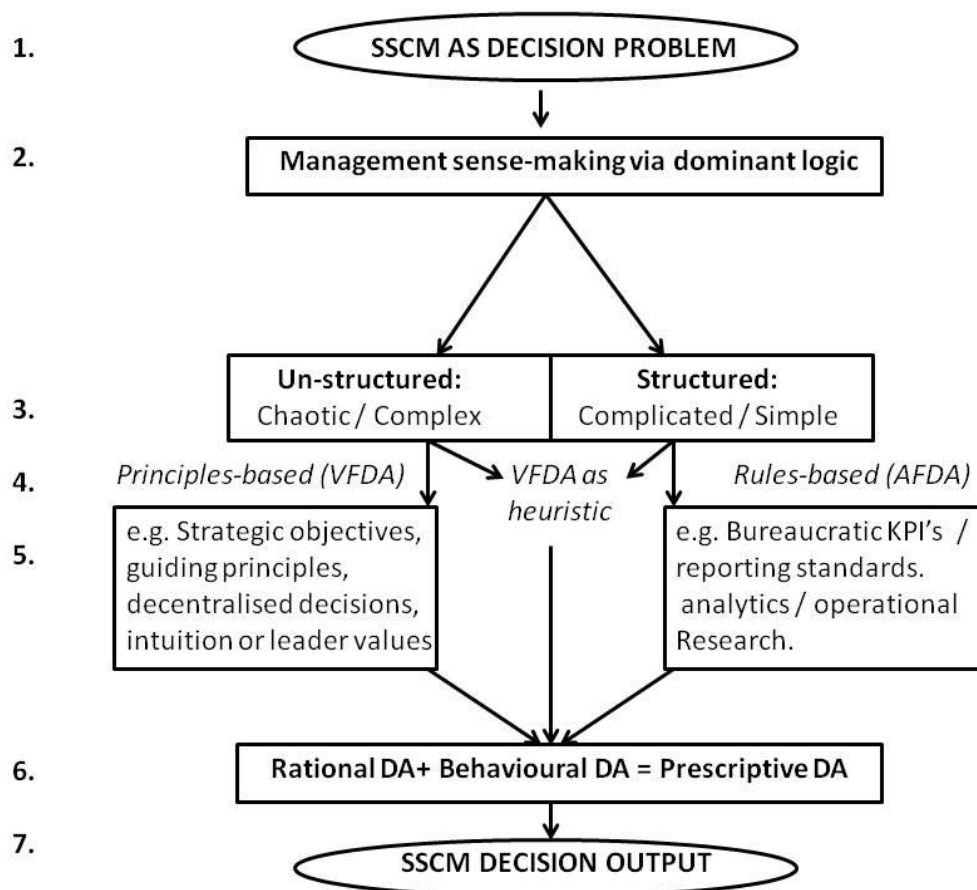 1.
SSCM AS DECISION PROBLEM
2.
Management sense-making via dominant logic
3.
Un-structured:
Chaotic / Complex
Structured:
Complicated / Simple
4.
Principles-based (VFDA)
VFDA as
heuristic
Rules-based (AFDA)
5.
e.g. Strategic objectives,
guiding principles,
decentralised decisions,
intuition or leader values
e.g. Bureaucratic KPI's /
reporting standards.
analytics / operational
Research.
6.
Rational DA+ Behavioural DA = Prescriptive DA
7.
SSCM DECISION OUTPUT